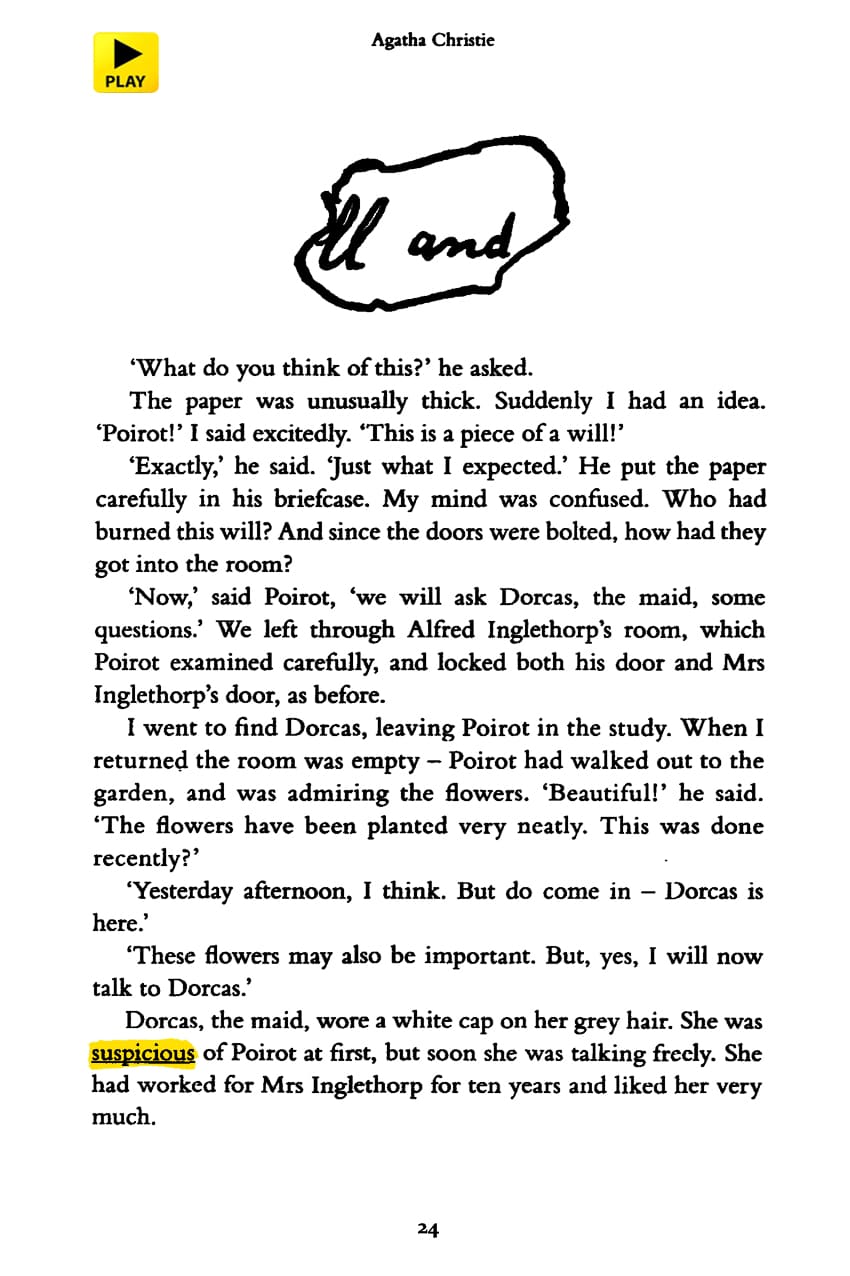 PLAY
Agatha Christie
ll and
‘What do you think of this?’ he asked.
The paper was unusually thick. Suddenly I had an idea.
‘Poirot!’ I said excitedly. ‘This is a piece of a will!’
‘Exactly,’ he said. ‘Just what I expected.’ He put the paper
carefully in his briefcase. My mind was confused. Who had
burned this will? And since the doors were bolted, how had they
got into the room?
‘Now,’ said Poirot, ‘we will ask Dorcas, the maid, some
questions.’ We left through Alfred Inglethorp’s room, which
Poirot examined carefully, and locked both his door and Mrs
Inglethorp’s door, as before.
I went to find Dorcas, leaving Poirot in the study. When I
returned the room was empty – Poirot had walked out to the
garden, and was admiring the flowers. ‘Beautiful!’ he said.
‘The flowers have been planted very neatly. This was done
recently?’
‘Yesterday afternoon, I think. But do come in – Dorcas is
here.’
‘These flowers may also be important. But, yes, I will now
talk to Dorcas.’
Dorcas, the maid, wore a white cap on her grey hair. She was
suspicious of Poirot at first, but soon she was talking freely. She
had worked for Mrs Inglethorp for ten years and liked her very
much.
24